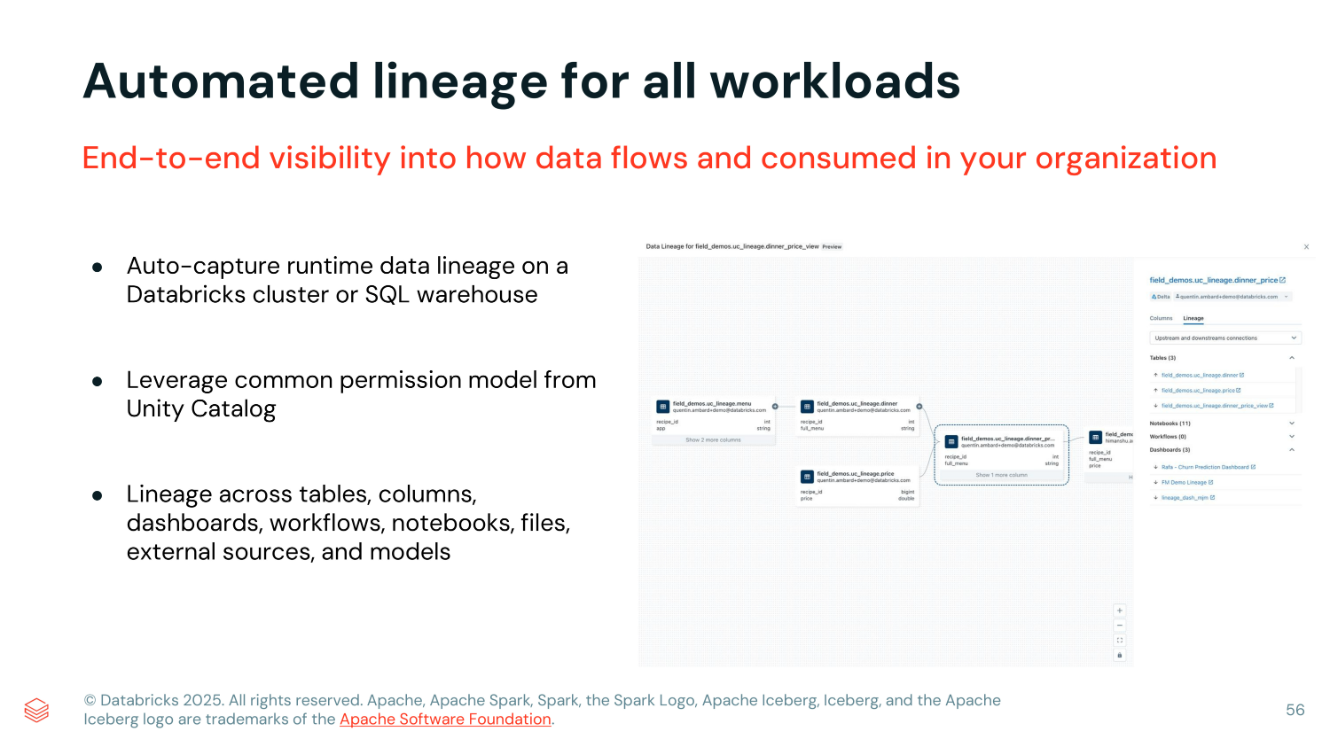 Automated lineage for all workloads
End-to-end visibility into how data flows and consumed in your organization
● Auto-capture runtime data lineage on a
Databricks cluster or SQL warehouse
● Leverage common permission model from
Unity Catalog
● Lineage across tables, columns,
dashboards, workflows, notebooks, files,
external sources, and models
Data Lineage for field_demos.uc_lineage.dinner_price_view Preview
field_demos.uc_lineage.menu
quentin.ambard+demo@databricks.com
recipe_id int
app string
Show 2 more columns
field_demos.uc_lineage.dinner
quentin.ambard+demo@databricks.com
recipe_id int
full_menu string
field_demos.uc_lineage.price
quentin.ambard+demo@databricks.com
recipe_id bigint
price double
field_demos.uc_lineage.dinner_pr...
quentin.ambard+demo@databricks.com
recipe_id int
full_menu string
Show 1 more column
field_demo
himanshu.a
recipe_id
full_menu
price
field_demos.uc_lineage.dinner_price
Delta quentin.ambard+demo@databricks.com
Columns Lineage
Upstream and downstreams connections
Tables (3)
field_demos.uc_lineage.dinner
field_demos.uc_lineage.price
field_demos.uc_lineage.dinner_price_view
Notebooks (11)
Workflows (0)
Dashboards (3)
Rafa - Churn Prediction Dashboard
FM Demo Lineage
lineage_dash_mjm
© Databricks 2025. All rights reserved. Apache, Apache Spark, Spark, the Spark Logo, Apache Iceberg, Iceberg, and the Apache
Iceberg logo are trademarks of the Apache Software Foundation.
56